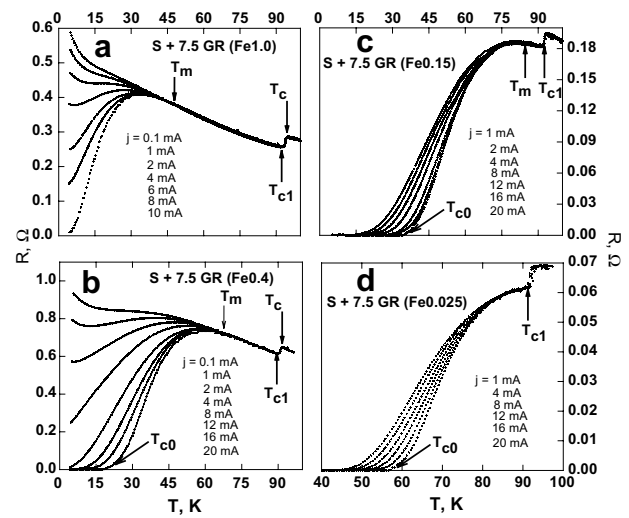 0 15 30 45 60 75 90
0 15 30 45 60 75 90
a
S + 7.5 GR (Fe1.0)
Tm
Tc
Tc1
j = 0.1 mA
1 mA
2 mA
4 mA
6 mA
8 mA
10 mA
0.6
0.5
0.4
0.3
0.2
0.1
0.0
c
S + 7.5 GR (Fe0.15)
Tm
Tc1
Tc0
j = 1 mA
2 mA
4 mA
8 mA
12 mA
16 mA
20 mA
0.18
0.15
0.12
0.09
0.06
0.03
0.00
R, Ω
R, Ω
0 15 30 45 60 75 90
b
S + 7.5 GR (Fe0.4)
Tm
Tc
Tc1
Tc0
j = 0.1 mA
1 mA
2 mA
4 mA
8 mA
12 mA
16 mA
20 mA
1.0
0.8
0.6
0.4
0.2
0.0
0 15 30 45 60 75 90
T, K
d
S + 7.5 GR (Fe0.025)
Tc1
Tc0
j = 1 mA
4 mA
8 mA
12 mA
16 mA
20 mA
0.07
0.06
0.05
0.04
0.03
0.02
0.01
0.00
40 50 60 70 80 90 100
T, K